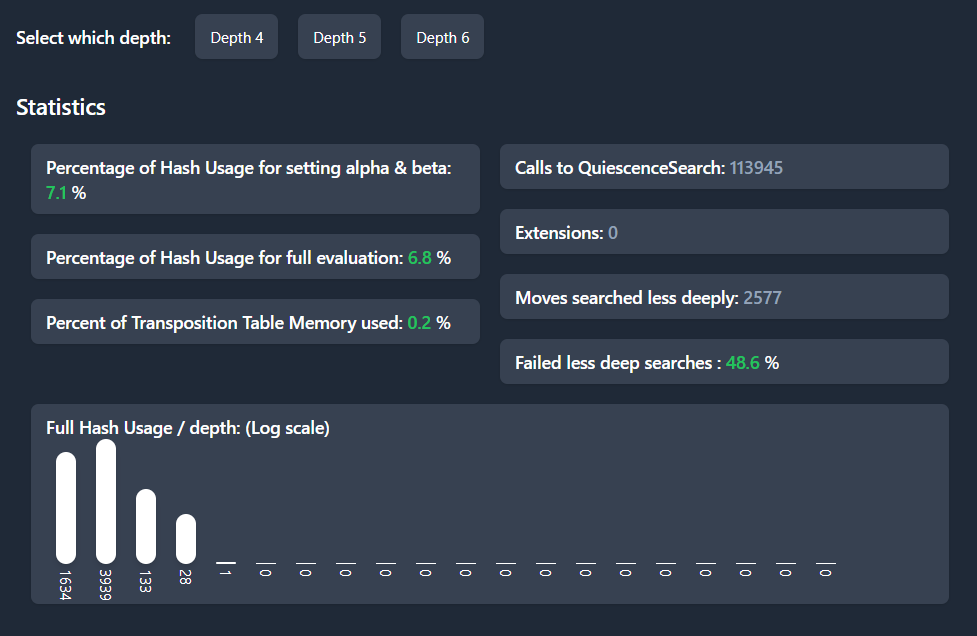 Select which depth: Depth 4 Depth 5 Depth 6
Statistics
Percentage of Hash Usage for setting alpha & beta:
7.1 %
Percentage of Hash Usage for full evaluation: 6.8 %
Percent of Transposition Table Memory used: 0.2 %
Calls to QuiescenceSearch: 113945
Extensions: 0
Moves searched less deeply: 2577
Failed less deep searches : 48.6 %
Full Hash Usage / depth: (Log scale)
1634 3939 133 28 1 0 0 0 0 0 0 0 0 0 0 0 0 0 0 0